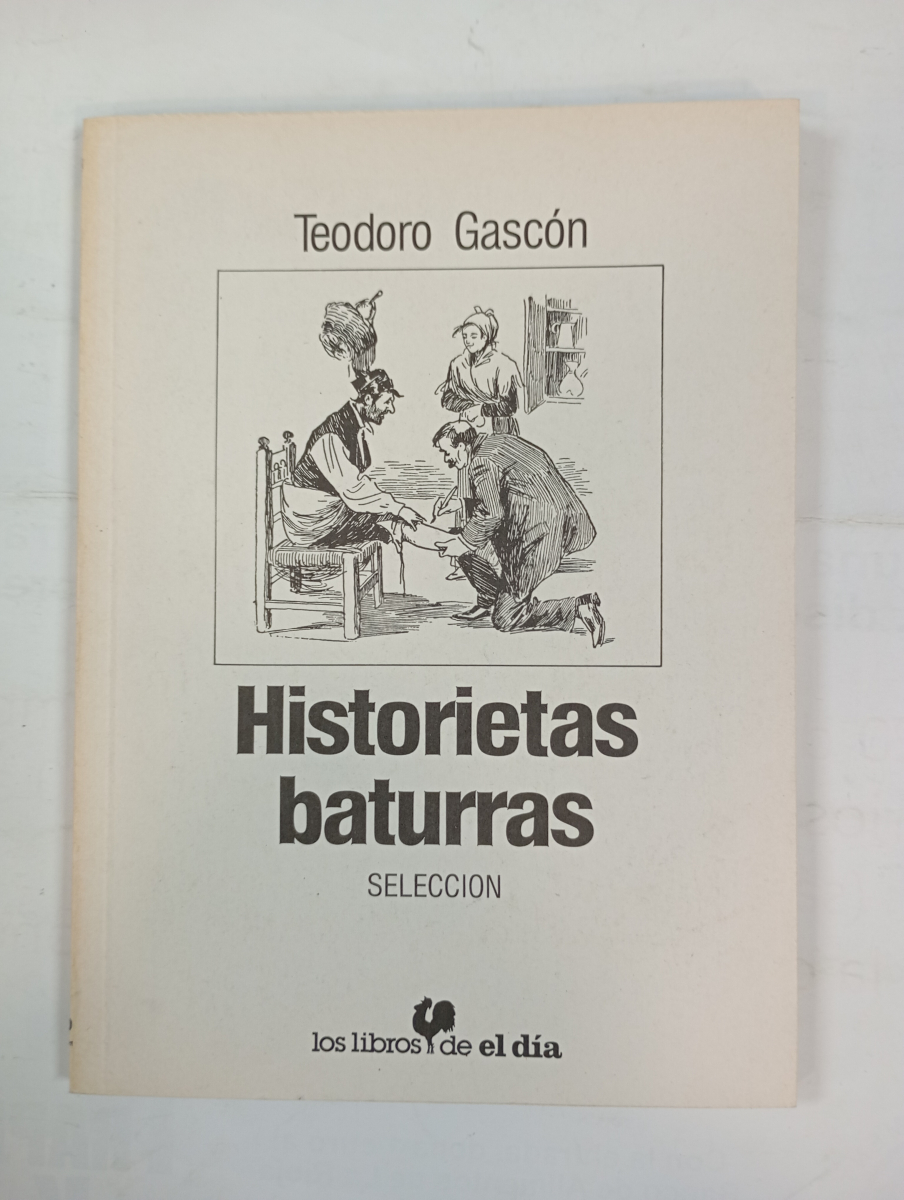 Teodoro Gascón
Historietas
baturras
SELECCION
los libros de el día